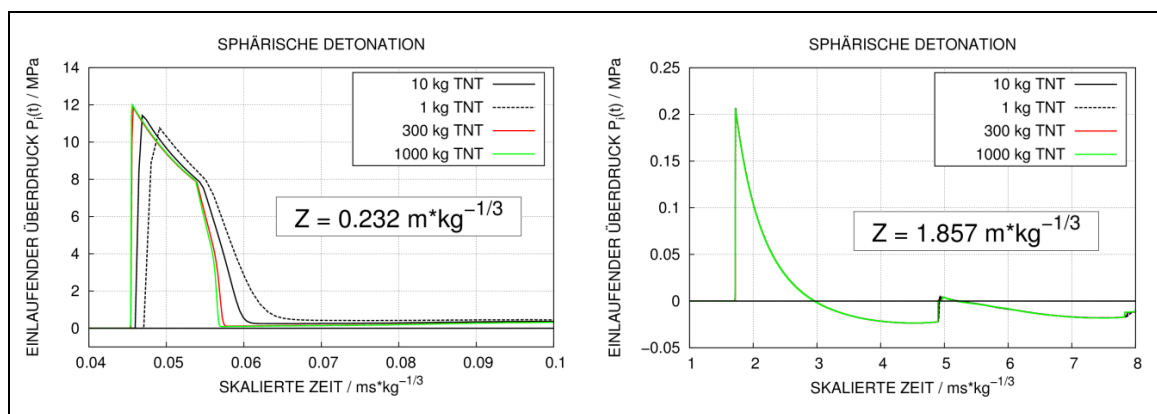 SPHÄRISCHE DETONATION
EINLAUFENDER ÜBERDRUCK Pi(t) / MPa
14
12
10
8
6
4
2
0
10 kg TNT
1 kg TNT
300 kg TNT
1000 kg TNT
Z = 0.232 m*kg−1/3
0.04 0.05 0.06 0.07 0.08 0.09 0.1
SKALIERTE ZEIT / ms*kg−1/3
SPHÄRISCHE DETONATION
EINLAUFENDER ÜBERDRUCK Pi(t) / MPa
0.25
0.2
0.15
0.1
0.05
0
−0.05
10 kg TNT
1 kg TNT
300 kg TNT
1000 kg TNT
Z = 1.857 m*kg−1/3
1 2 3 4 5 6 7 8
SKALIERTE ZEIT / ms*kg−1/3